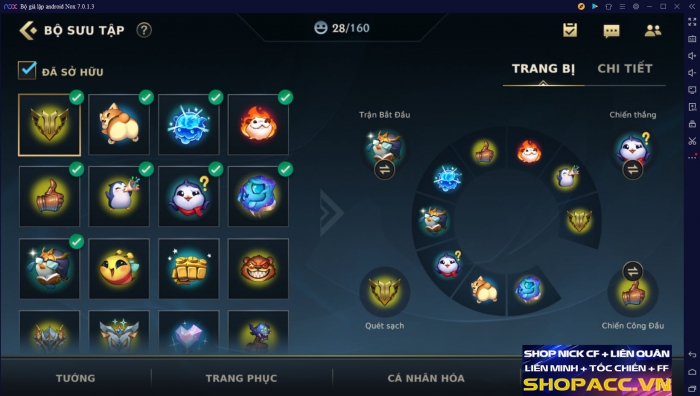 Bộ giả lập android Nox 7.0.1.3
BỘ SƯU TẬP ?
28/160
ĐÃ SỞ HỮU
TRANG BỊ
CHI TIẾT
Trận Bắt Đầu
Chiến thắng
Quét sạch
Chiến Công Đầu
TƯỚNG
TRANG PHỤC
CÁ NHÂN HÓA
SHOP NICK CF + LIÊN QUÂN
LIÊN MINH + TỐC CHIẾN + FF
SHOPACC.VN